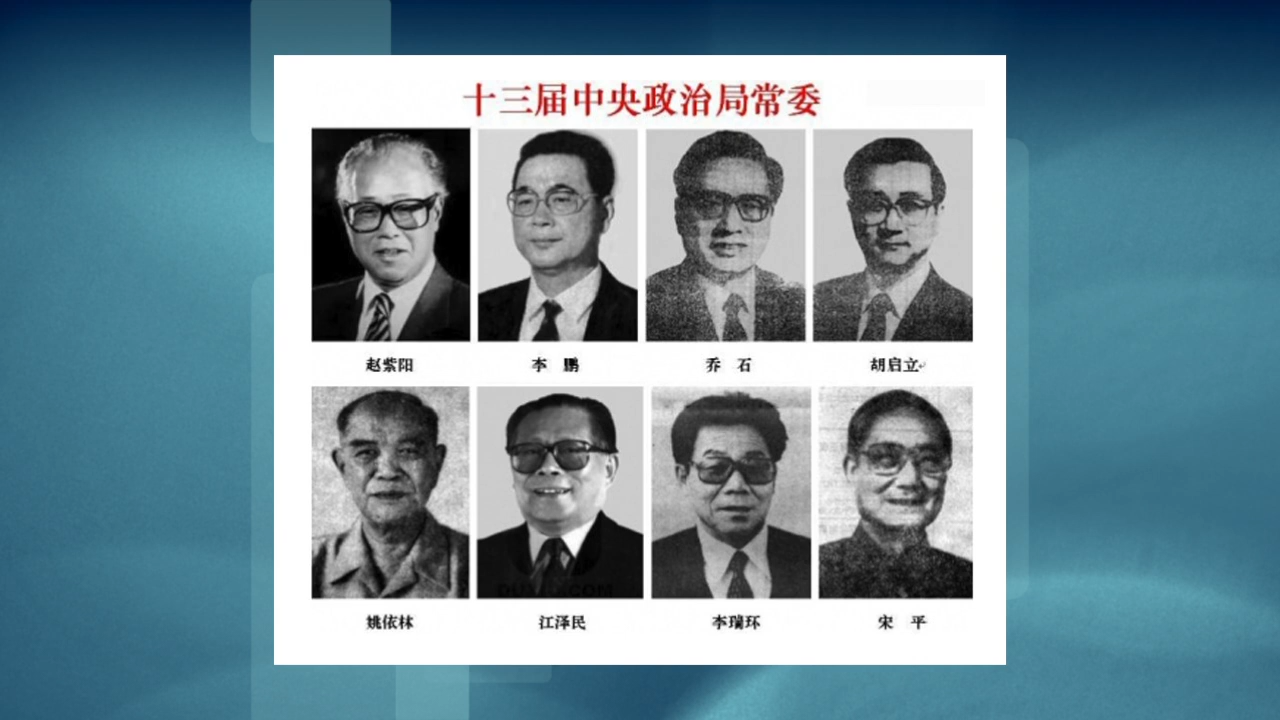 十三届中央政治局常委
赵紫阳 李 鹏 乔 石 胡启立
姚依林 江泽民 李瑞环 宋 平